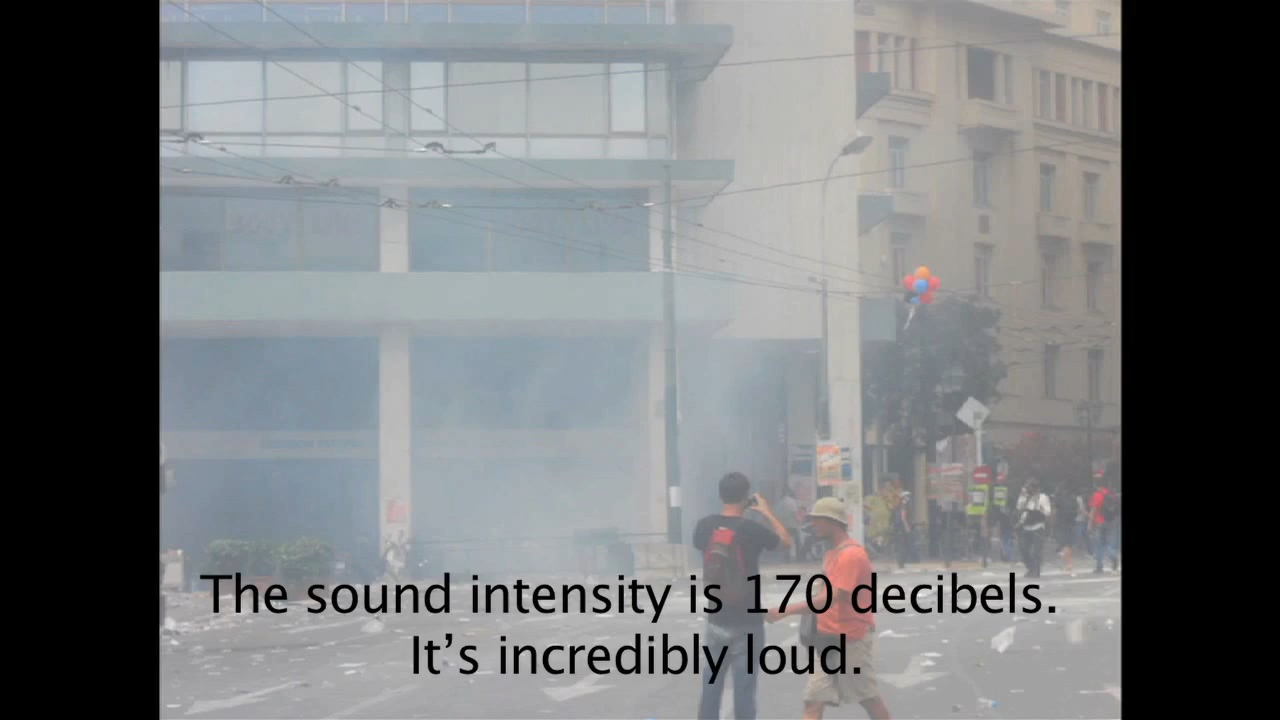 The sound intensity is 170 decibels.
It’s incredibly loud.